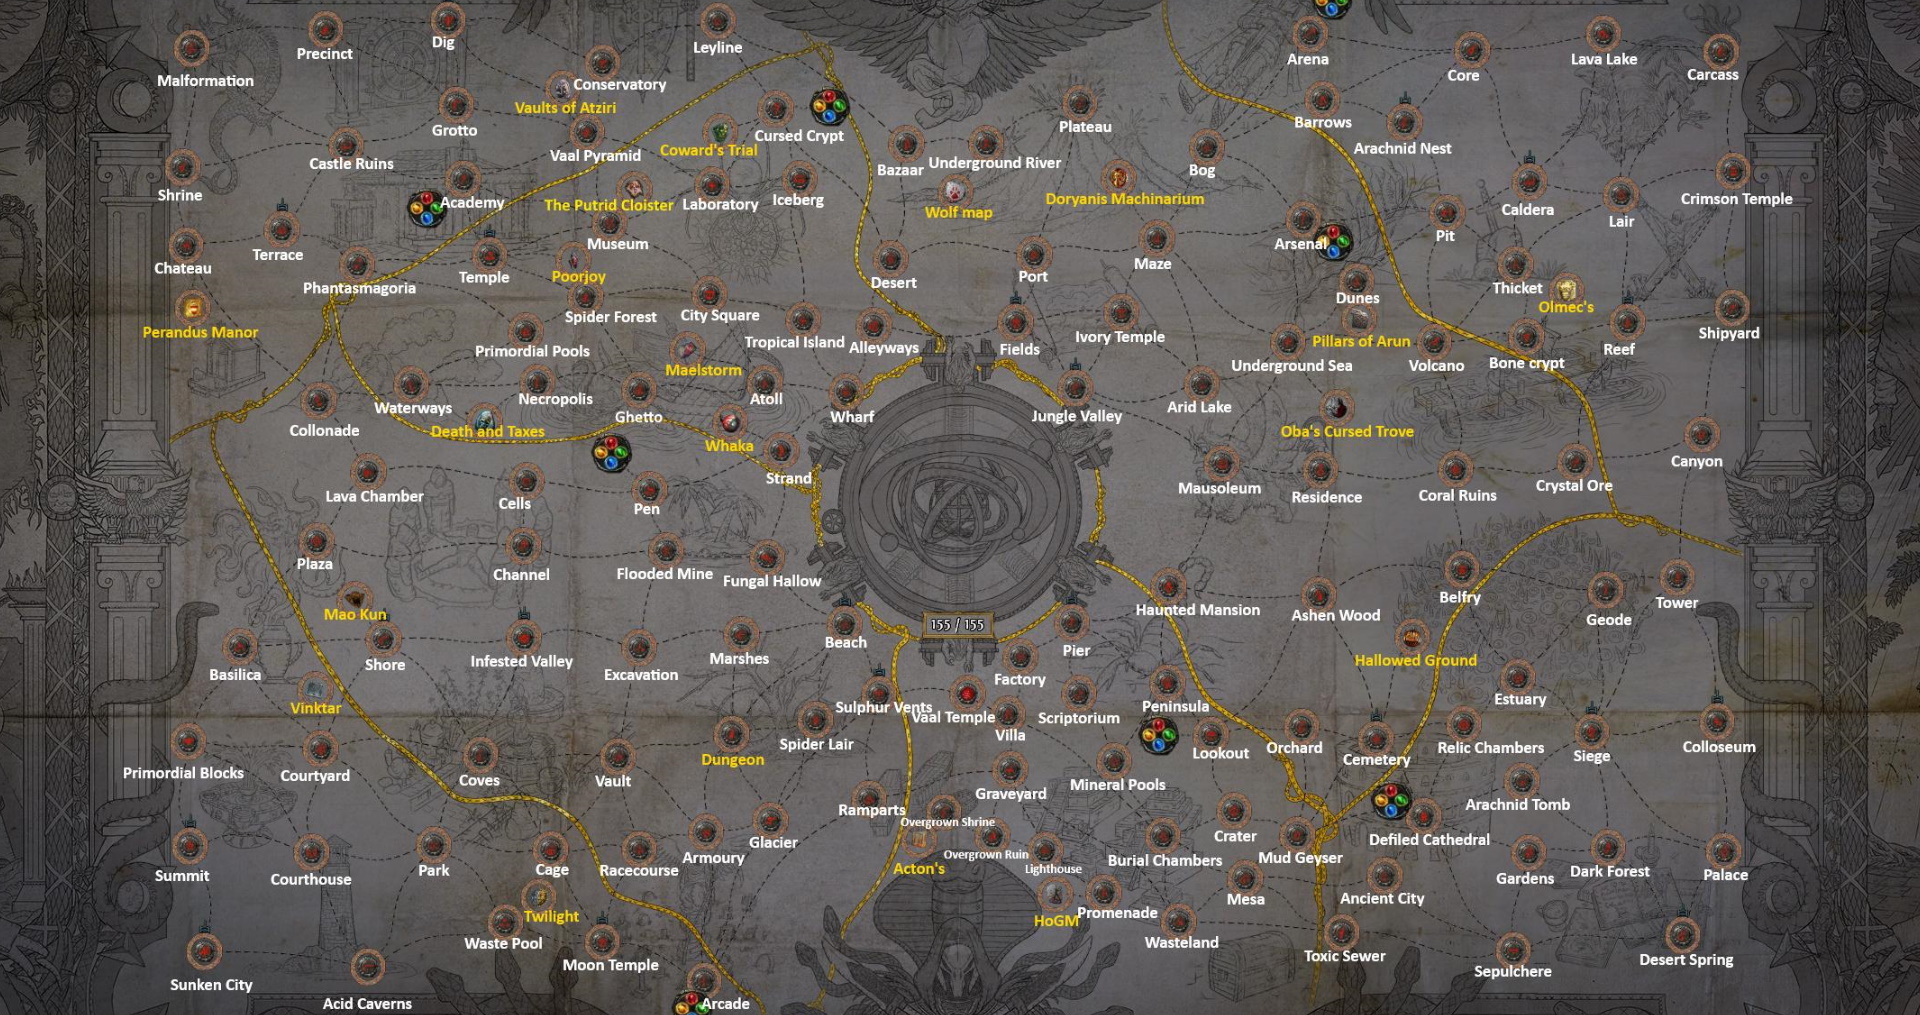 Malformation
Precinct
Dig
Leyline
Arena
Core
Lava Lake
Carcass
Conservatory
Vaults of Atziri
Grotto
Vaal Pyramid
Coward's Trial
Cursed Crypt
Plateau
Barrows
Arachnid Nest
Castle Ruins
Bazaar
Underground River
Bog
Shrine
Academy
The Putrid Cloister
Laboratory
Iceberg
Wolf map
Doryanis Machinarium
Caldera
Lair
Crimson Temple
Terrace
Museum
Arsenal
Pit
Chateau
Phantasmagoria
Temple
Poorjoy
Desert
Port
Maze
Dunes
Thicket
Olmec's
Perandus Manor
Spider Forest
City Square
Tropical Island
Alleyways
Fields
Ivory Temple
Pillars of Arun
Reef
Shipyard
Primordial Pools
Maelstorm
Underground Sea
Volcano
Bone crypt
Collonade
Waterways
Necropolis
Ghetto
Atoll
Wharf
Jungle Valley
Arid Lake
Death and Taxes
Whaka
Oba's Cursed Trove
Strand
Canyon
Lava Chamber
Cells
Pen
Mausoleum
Residence
Coral Ruins
Crystal Ore
Plaza
Channel
Flooded Mine
Fungal Hallow
Mao Kun
155 / 155
Haunted Mansion
Ashen Wood
Belfry
Geode
Tower
Basilica
Shore
Infested Valley
Excavation
Marshes
Beach
Pier
Hallowed Ground
Factory
Vinktar
Sulphur Vents
Vaal Temple
Villa
Scriptorium
Peninsula
Estuary
Primordial Blocks
Courtyard
Coves
Vault
Dungeon
Spider Lair
Lookout
Orchard
Cemetery
Relic Chambers
Siege
Colloseum
Graveyard
Mineral Pools
Ramparts
Overgrown Shrine
Arachnid Tomb
Summit
Courthouse
Park
Cage
Racecourse
Armoury
Glacier
Acton's
Overgrown Ruin
Lighthouse
Burial Chambers
Crater
Mud Geyser
Defiled Cathedral
Gardens
Dark Forest
Palace
Twilight
HoGM
Promenade
Mesa
Ancient City
Waste Pool
Moon Temple
Wasteland
Toxic Sewer
Sepulchere
Desert Spring
Sunken City
Acid Caverns
Arcade